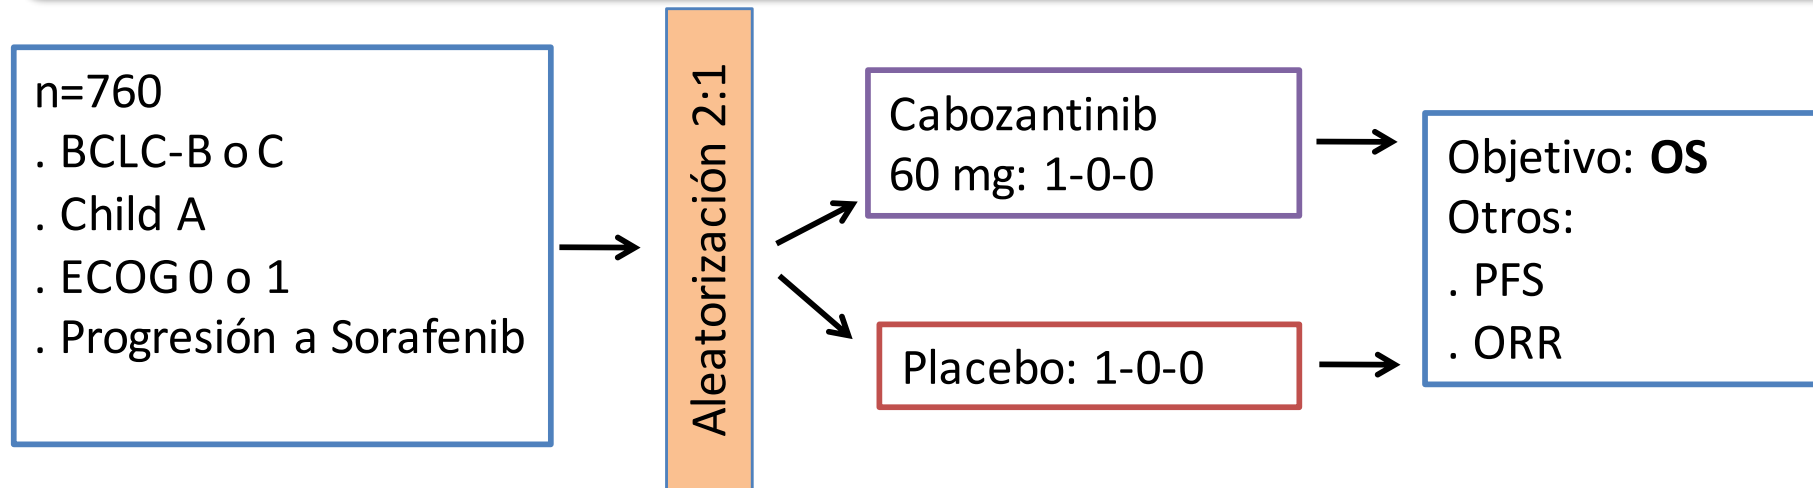 n=760
. BCLC-B o C
. Child A
. ECOG 0 o 1
. Progresión a Sorafenib
Aleatorización 2:1
Cabozantinib
60 mg: 1-0-0
Placebo: 1-0-0
Objetivo: OS
Otros:
. PFS
. ORR